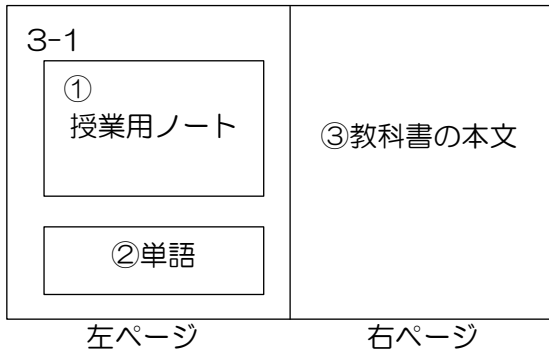 3-1
①
授業用ノート
②単語
③教科書の本文
左ページ
右ページ